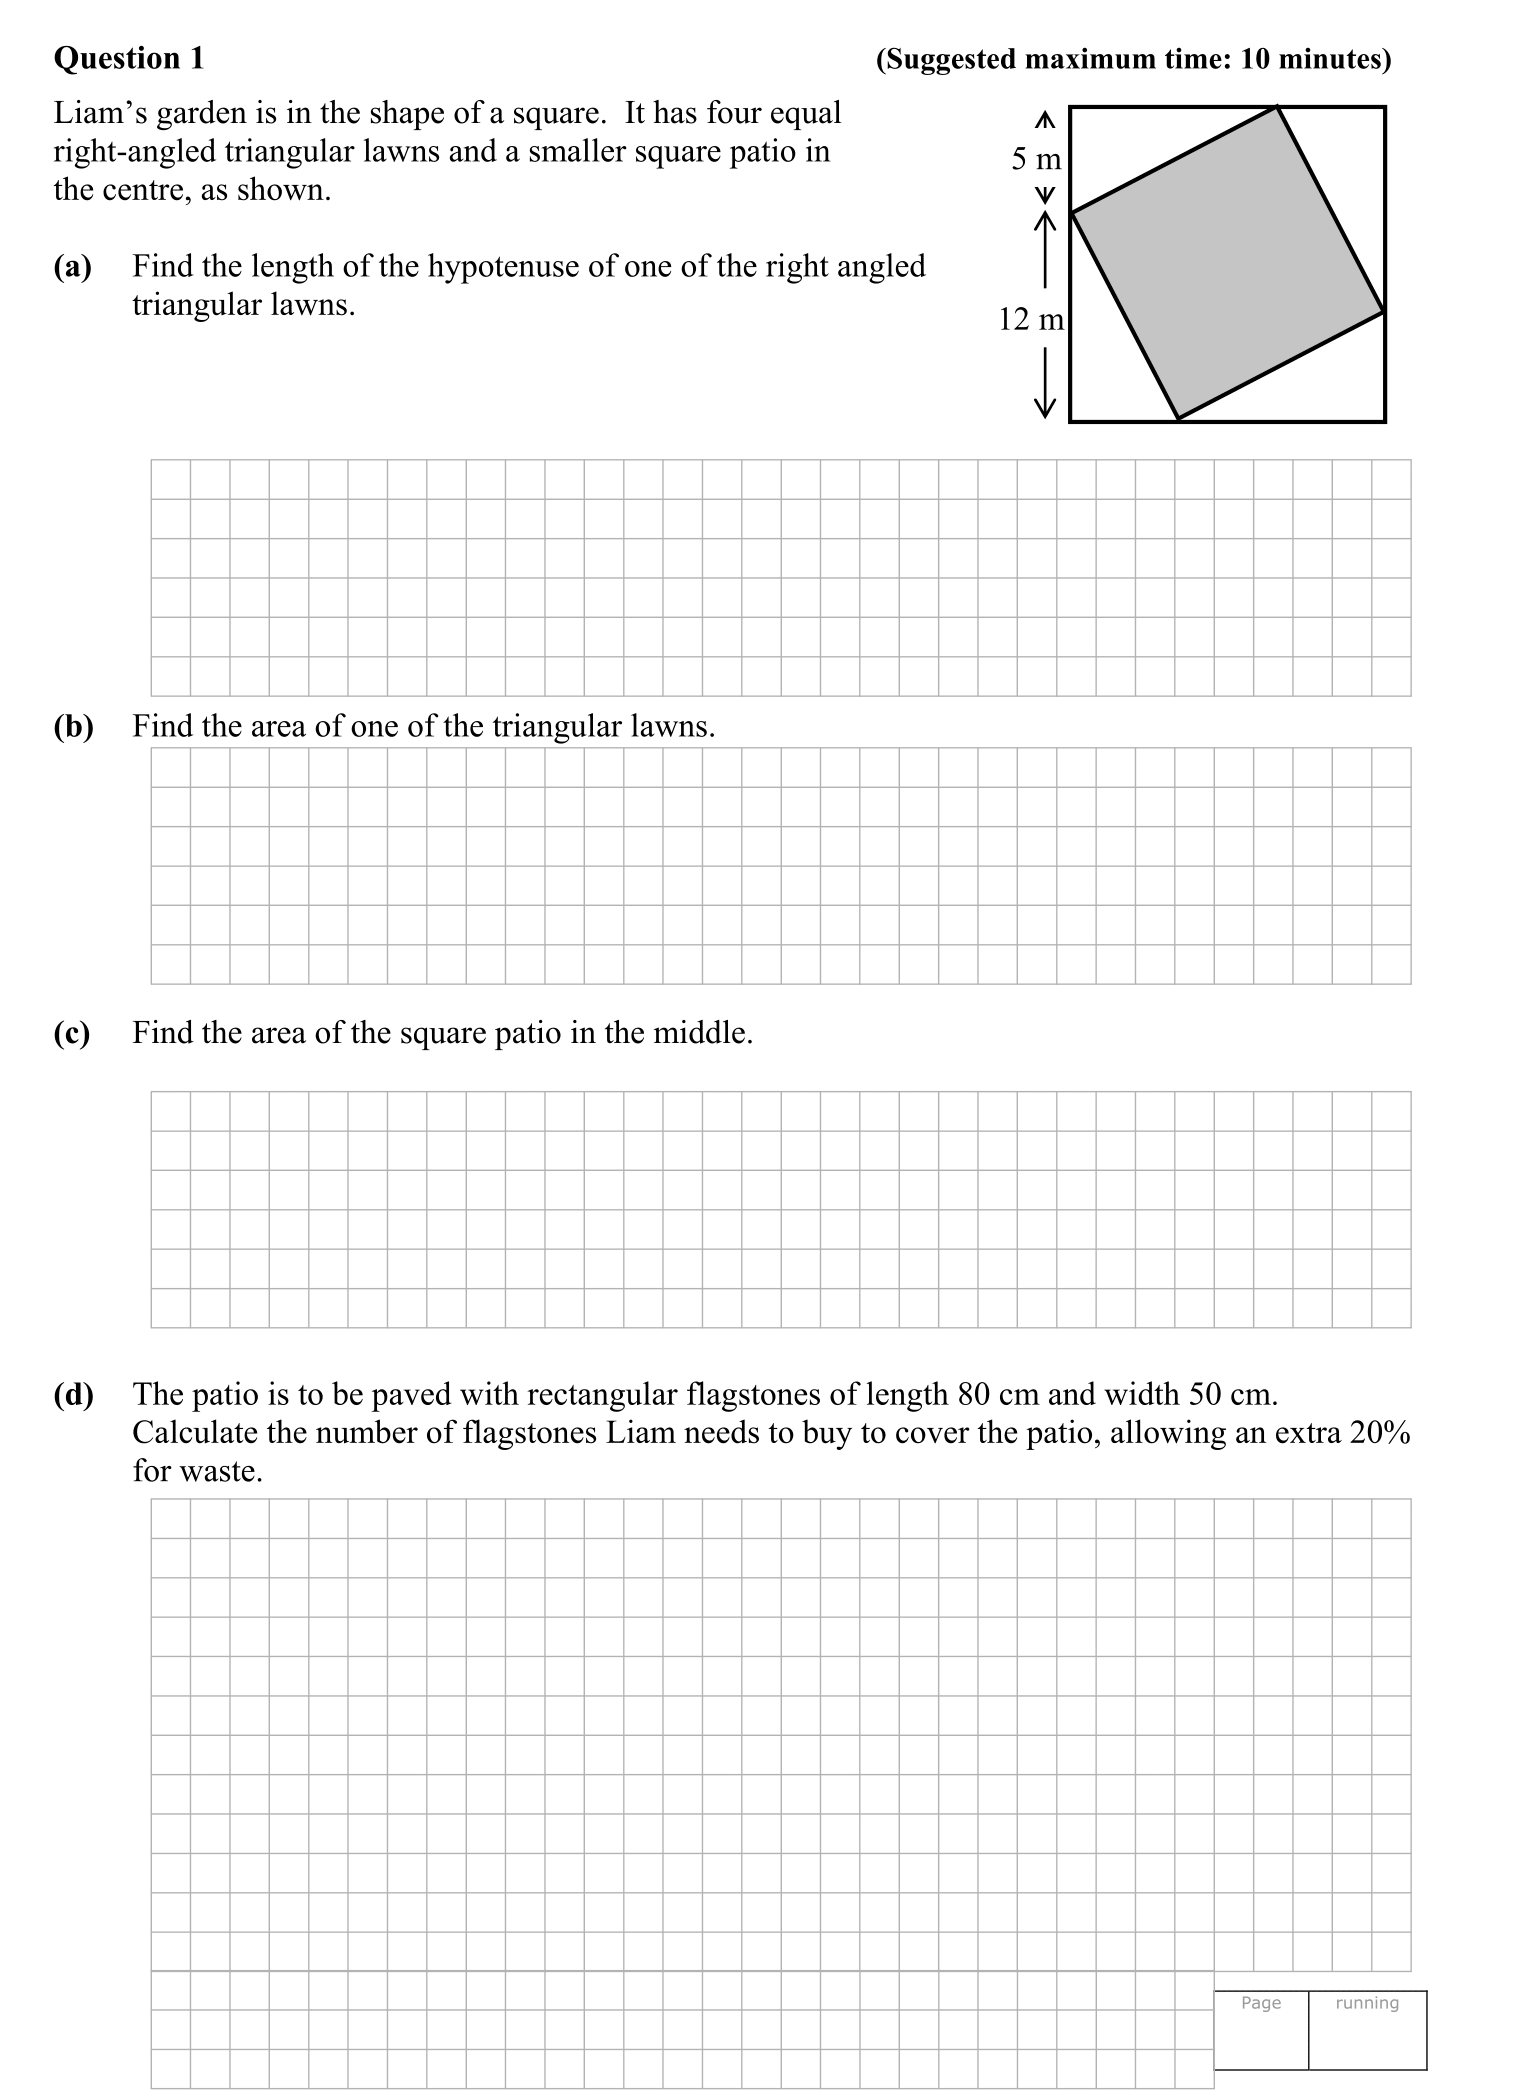 Question 1 (Suggested maximum time: 10 minutes)
Liam’s garden is in the shape of a square.  It has four equal
right-angled triangular lawns and a smaller square patio in
the centre, as shown.
5 m
12 m
(a) Find the length of the hypotenuse of one of the right angled
triangular lawns.
(b) Find the area of one of the triangular lawns.
(c) Find the area of the square patio in the middle.
(d) The patio is to be paved with rectangular flagstones of length 80 cm and width 50 cm.
Calculate the number of flagstones Liam needs to buy to cover the patio, allowing an extra 20%
for waste.
Page running